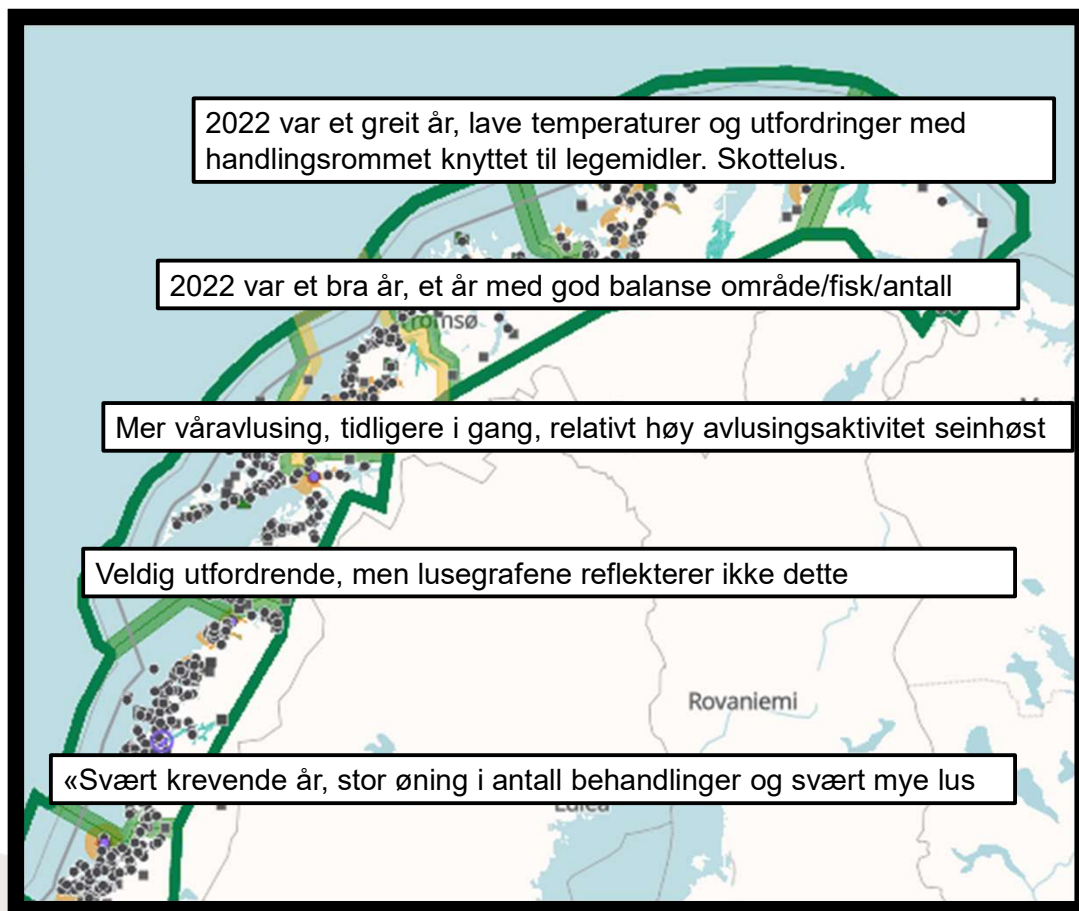 2022 var et greit år, lave temperaturer og utfordringer med
handlingsrommet knyttet til legemidler. Skottelus.
2022 var et bra år, et år med god balanse område/fisk/antall
Mer våravlusing, tidligere i gang, relativt høy avlusingsaktivitet seinhøst
Veldig utfordrende, men lusegrafene reflekterer ikke dette
Rovaniemi
«Svært krevende år, stor øning i antall behandlinger og svært mye lus